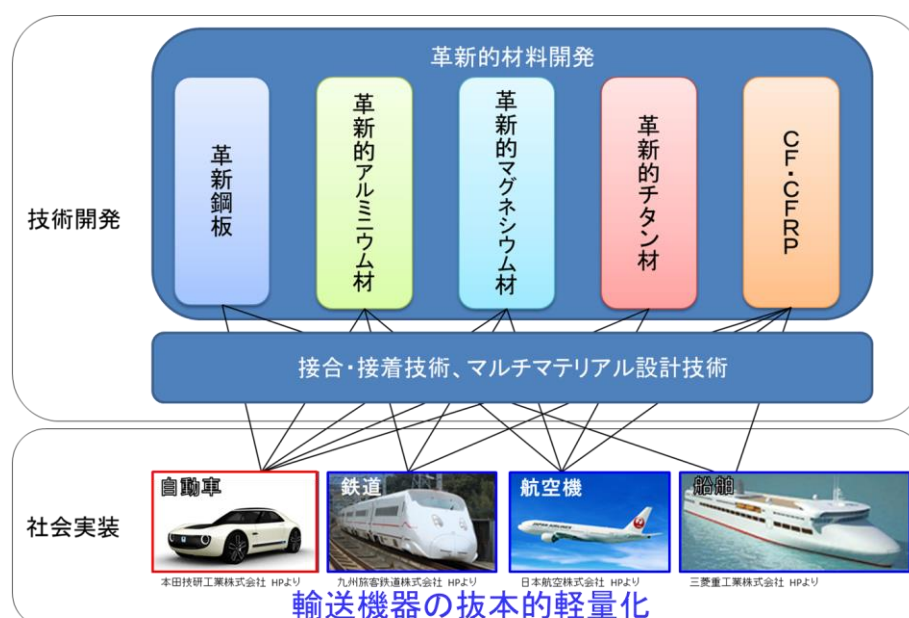 革新的材料開発
革新鋼板
革新的アルミニウム材
革新的マグネシウム材
革新的チタン材
CF・CFRP
技術開発
接合・接着技術、マルチマテリアル設計技術
社会実装
自動車
鉄道
航空機
船舶
JAPAN AIRLINES
本田技研工業株式会社 HPより
九州旅客鉄道株式会社 HPより
日本航空株式会社 HPより
三菱重工業株式会社 HPより
輸送機器の抜本的軽量化